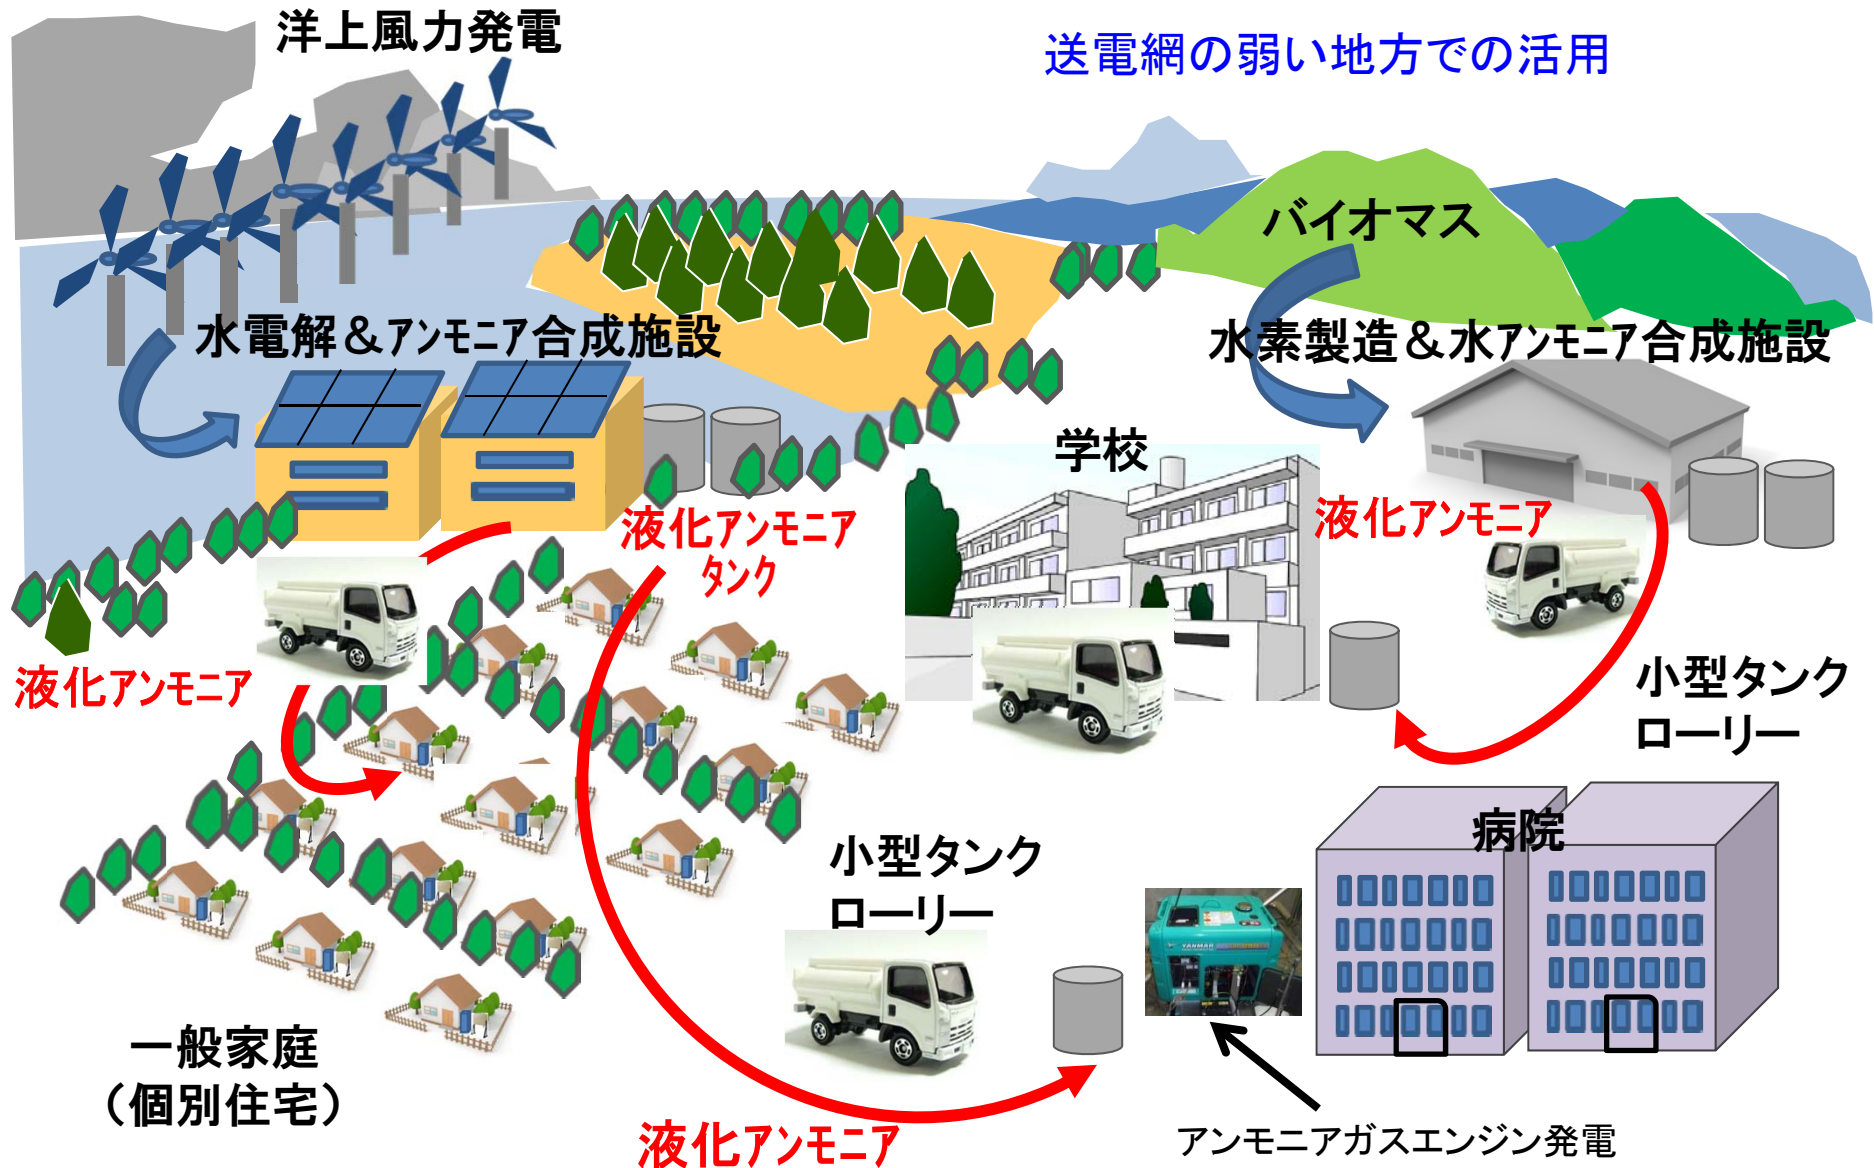 洋上風力発電
送電網の弱い地方での活用
バイオマス
水電解＆アンモニア合成施設
水素製造＆水アンモニア合成施設
学校
液化アンモニア
タンク
液化アンモニア
液化アンモニア
小型タンク
ローリー
病院
小型タンク
ローリー
YANMAR
一般家庭
（個別住宅）
液化アンモニア
アンモニアガスエンジン発電